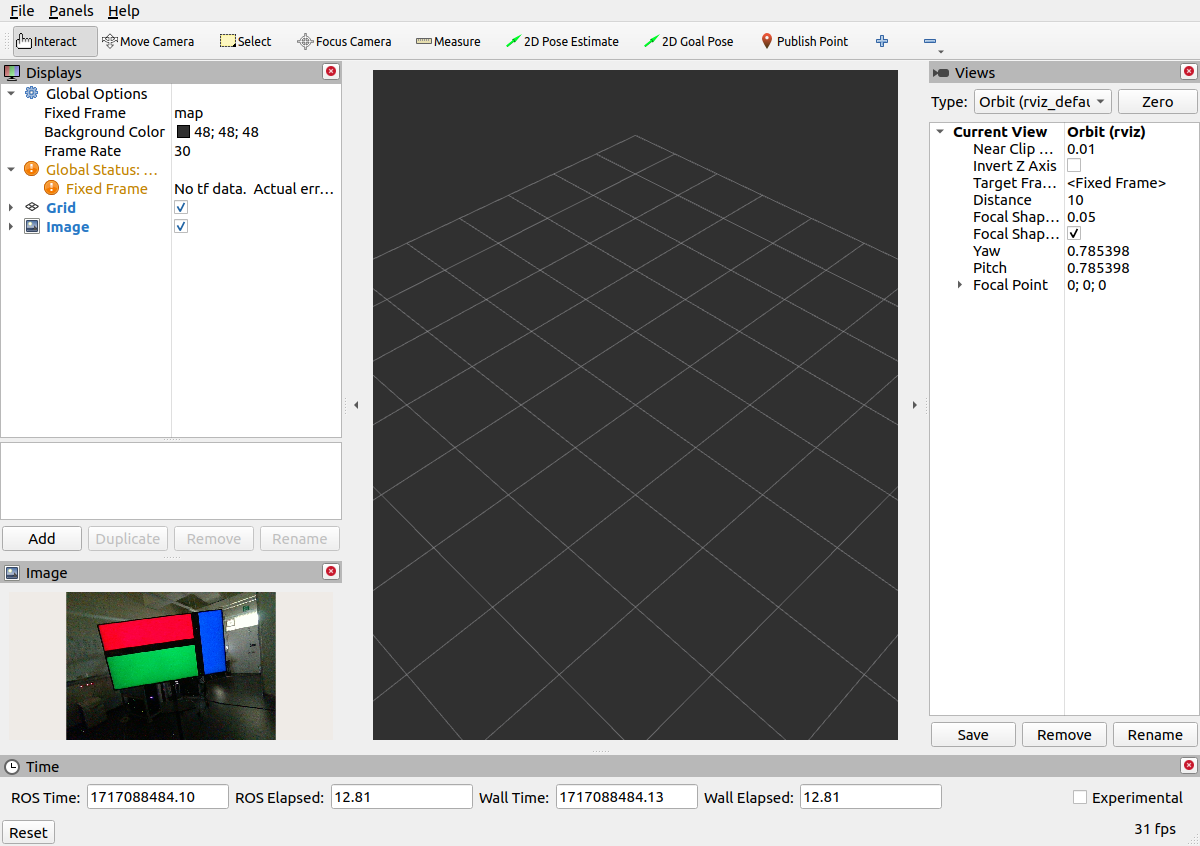 File Panels Help
Interact Move Camera Select Focus Camera Measure 2D Pose Estimate 2D Goal Pose Publish Point
Displays
Global Options
Fixed Frame map
Background Color 48; 48; 48
Frame Rate 30
Global Status: ...
Fixed Frame No tf data. Actual err...
Grid
Image
Add Duplicate Remove Rename
Image
Views
Type: Orbit (rviz_defau Zero
Current View Orbit (rviz)
Near Clip ... 0.01
Invert Z Axis
Target Fra... <Fixed Frame>
Distance 10
Focal Shap... 0.05
Focal Shap...
Yaw 0.785398
Pitch 0.785398
Focal Point 0; 0; 0
Save Remove Rename
Time
ROS Time: 1717088484.10 ROS Elapsed: 12.81 Wall Time: 1717088484.13 Wall Elapsed: 12.81 Experimental
Reset 31 fps